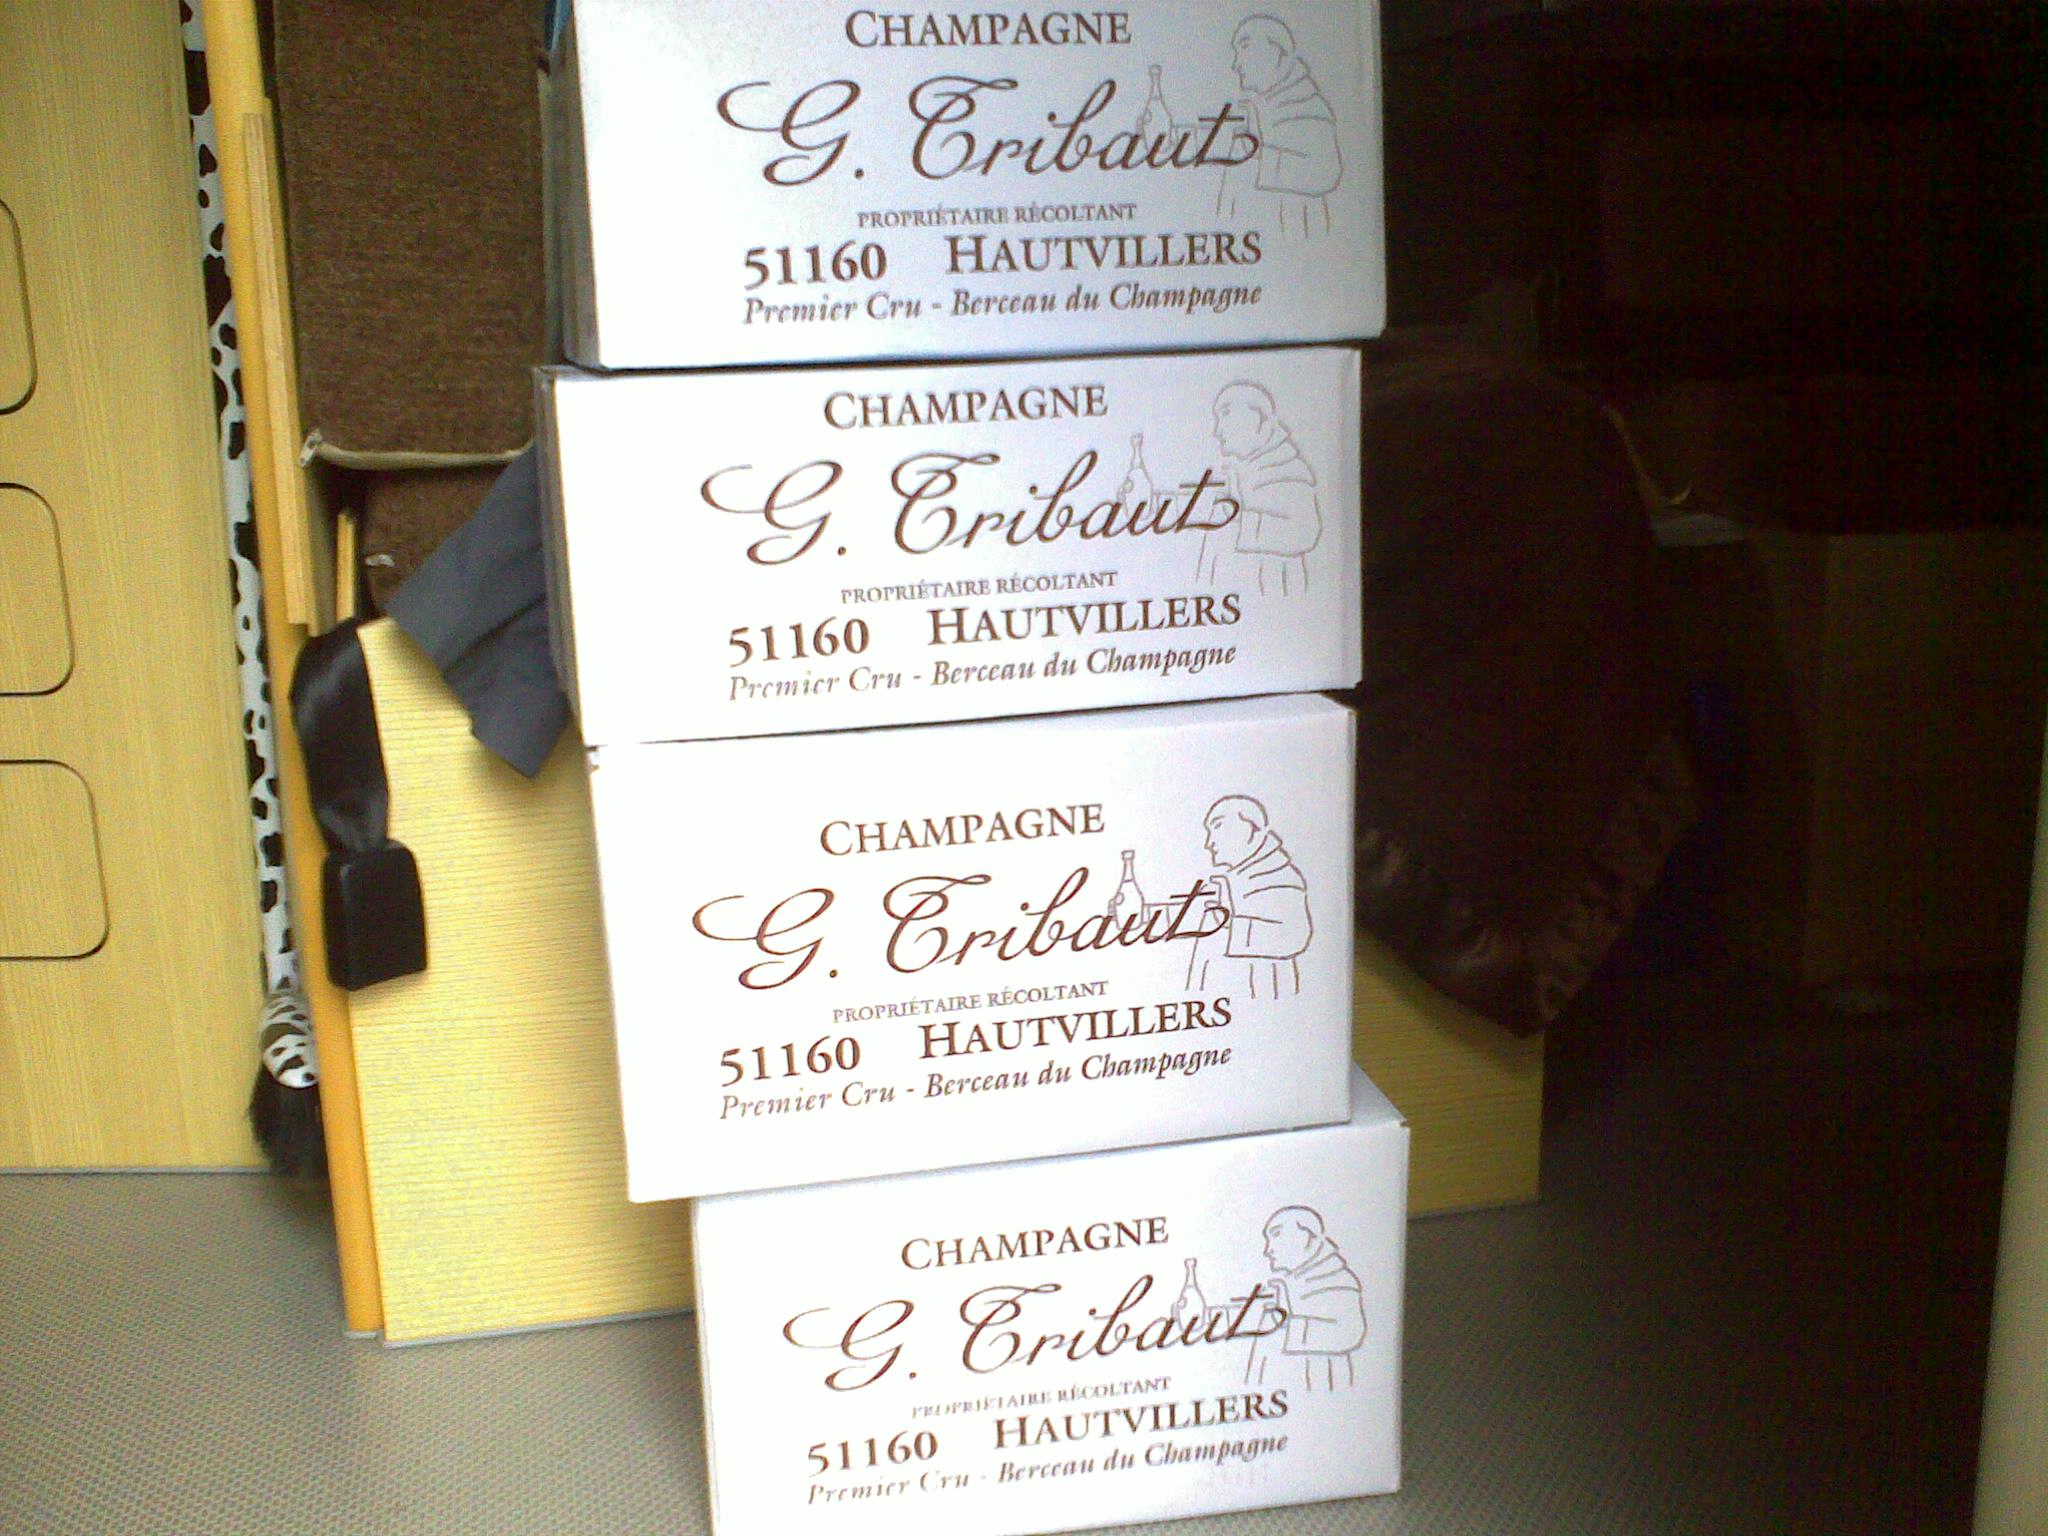 CHAMPAGNE
G. Tribaut
PROPRIÉTAIRE RÉCOLTANT
51160 HAUTVILLERS
Premier Cru - Berceau du Champagne
CHAMPAGNE
G. Tribaut
PROPRIÉTAIRE RÉCOLTANT
51160 HAUTVILLERS
Premier Cru - Berceau du Champagne
CHAMPAGNE
G. Tribaut
PROPRIÉTAIRE RÉCOLTANT
51160 HAUTVILLERS
Premier Cru - Berceau du Champagne
CHAMPAGNE
G. Tribaut
PROPRIÉTAIRE RÉCOLTANT
51160 HAUTVILLERS
Premier Cru - Berceau du Champagne